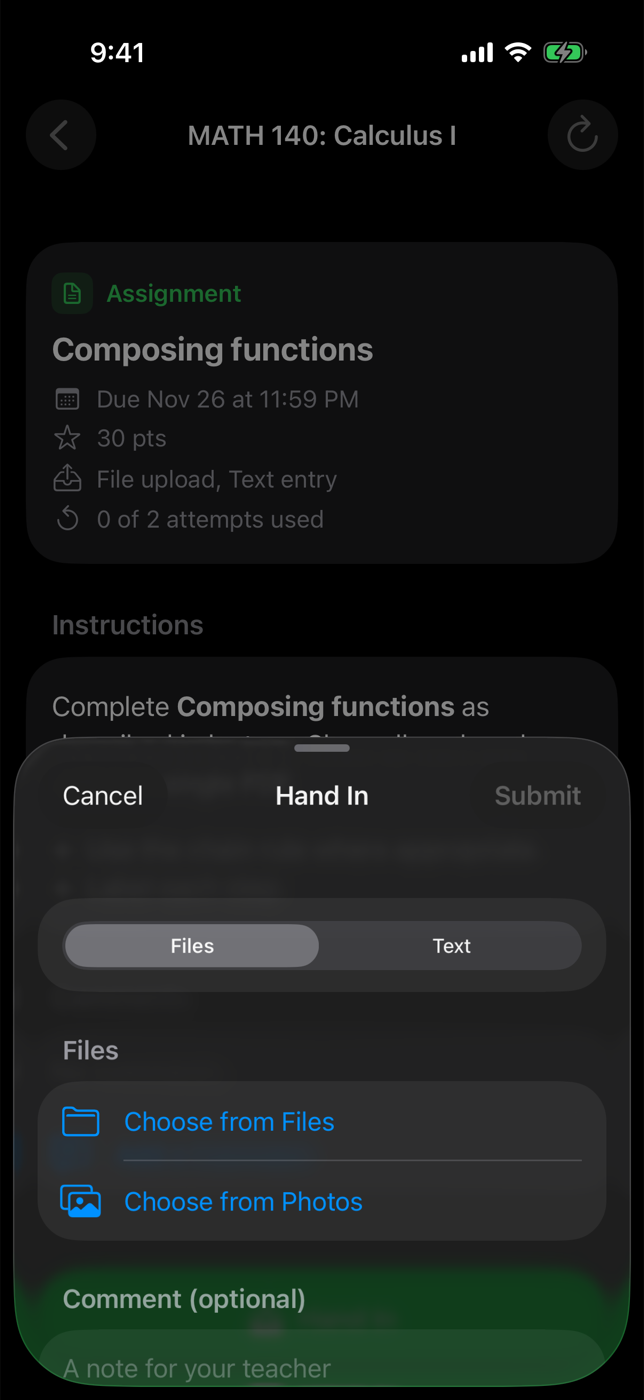 9:41
MATH 140: Calculus I
Assignment
Composing functions
Due Nov 26 at 11:59 PM
30 pts
File upload, Text entry
0 of 2 attempts used
Instructions
Complete Composing functions as
Cancel
Hand In
Submit
Files
Text
Files
Choose from Files
Choose from Photos
Comment (optional)
A note for your teacher